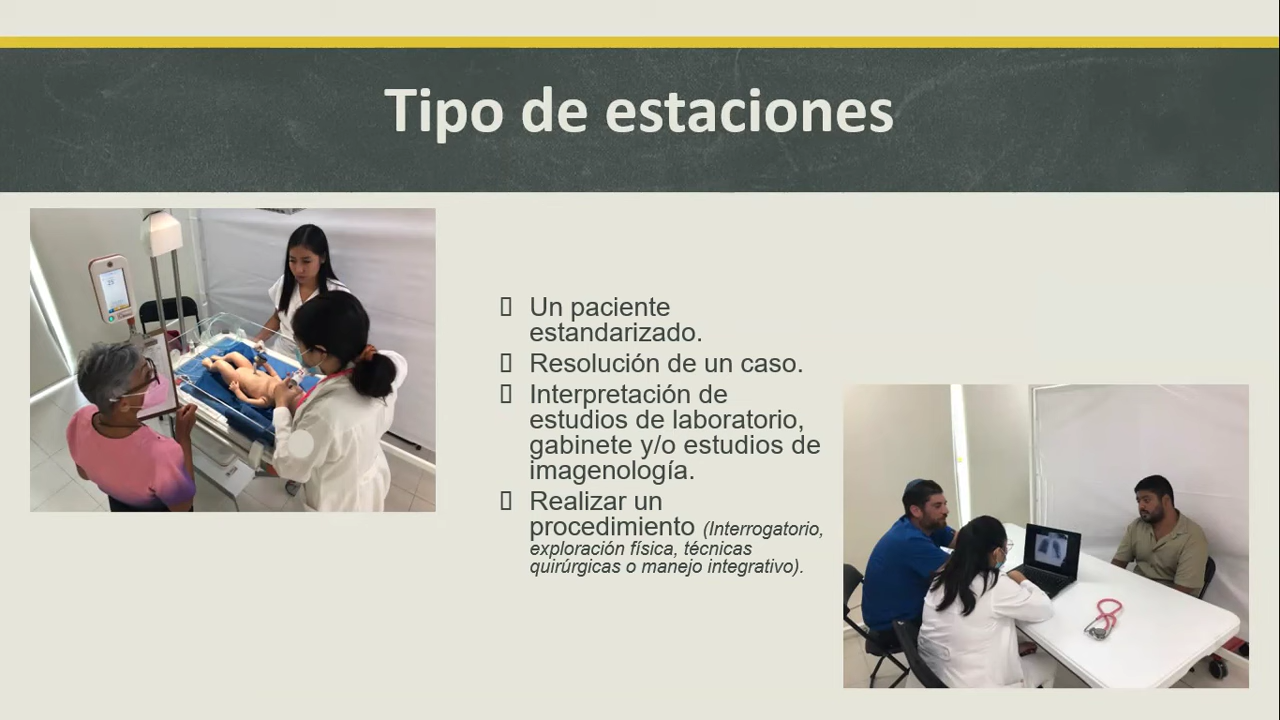 Tipo de estaciones
Un paciente
estandarizado.
Resolución de un caso.
Interpretación de
estudios de laboratorio,
gabinete y/o estudios de
imagenología.
Realizar un
procedimiento (Interrogatorio,
exploración física, técnicas
quirúrgicas o manejo integrativo).